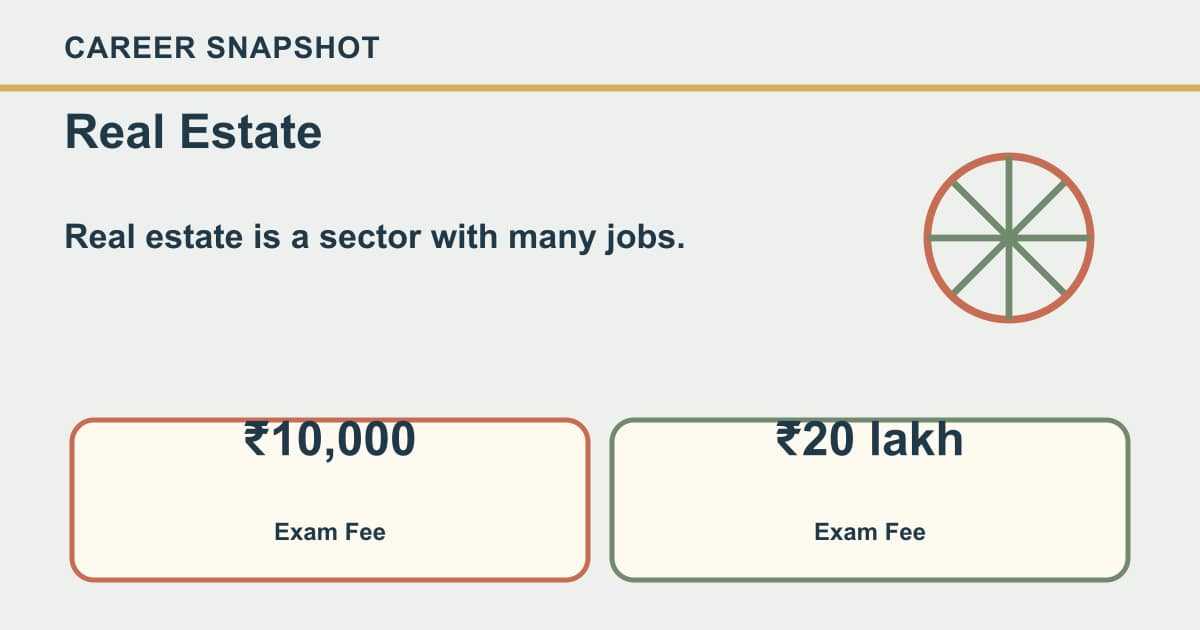 CAREER SNAPSHOT
Real Estate
Real estate is a sector with many jobs.
₹10,000
Exam Fee
₹20 lakh
Exam Fee